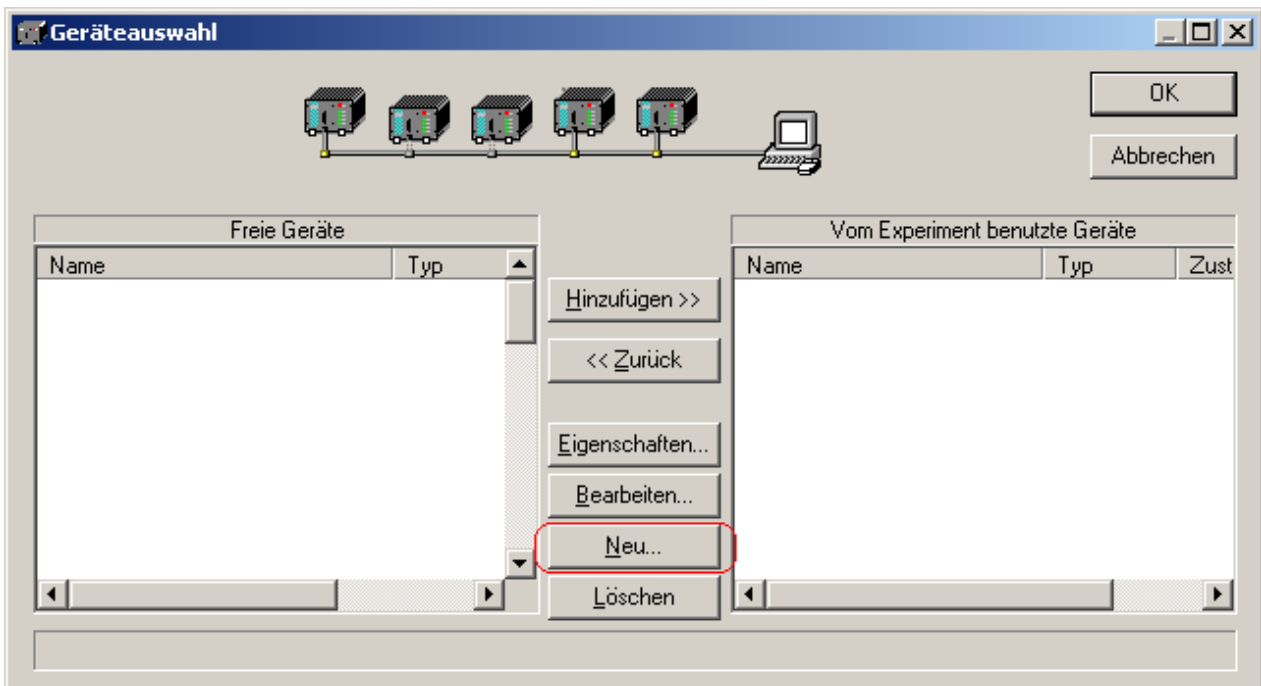 Geräteauswahl
OK
Abbrechen
Freie Geräte
Name Typ
Hinzufügen >>
<< Zurück
Eigenschaften...
Bearbeiten...
Neu...
Löschen
Vom Experiment benutzte Geräte
Name Typ Zust